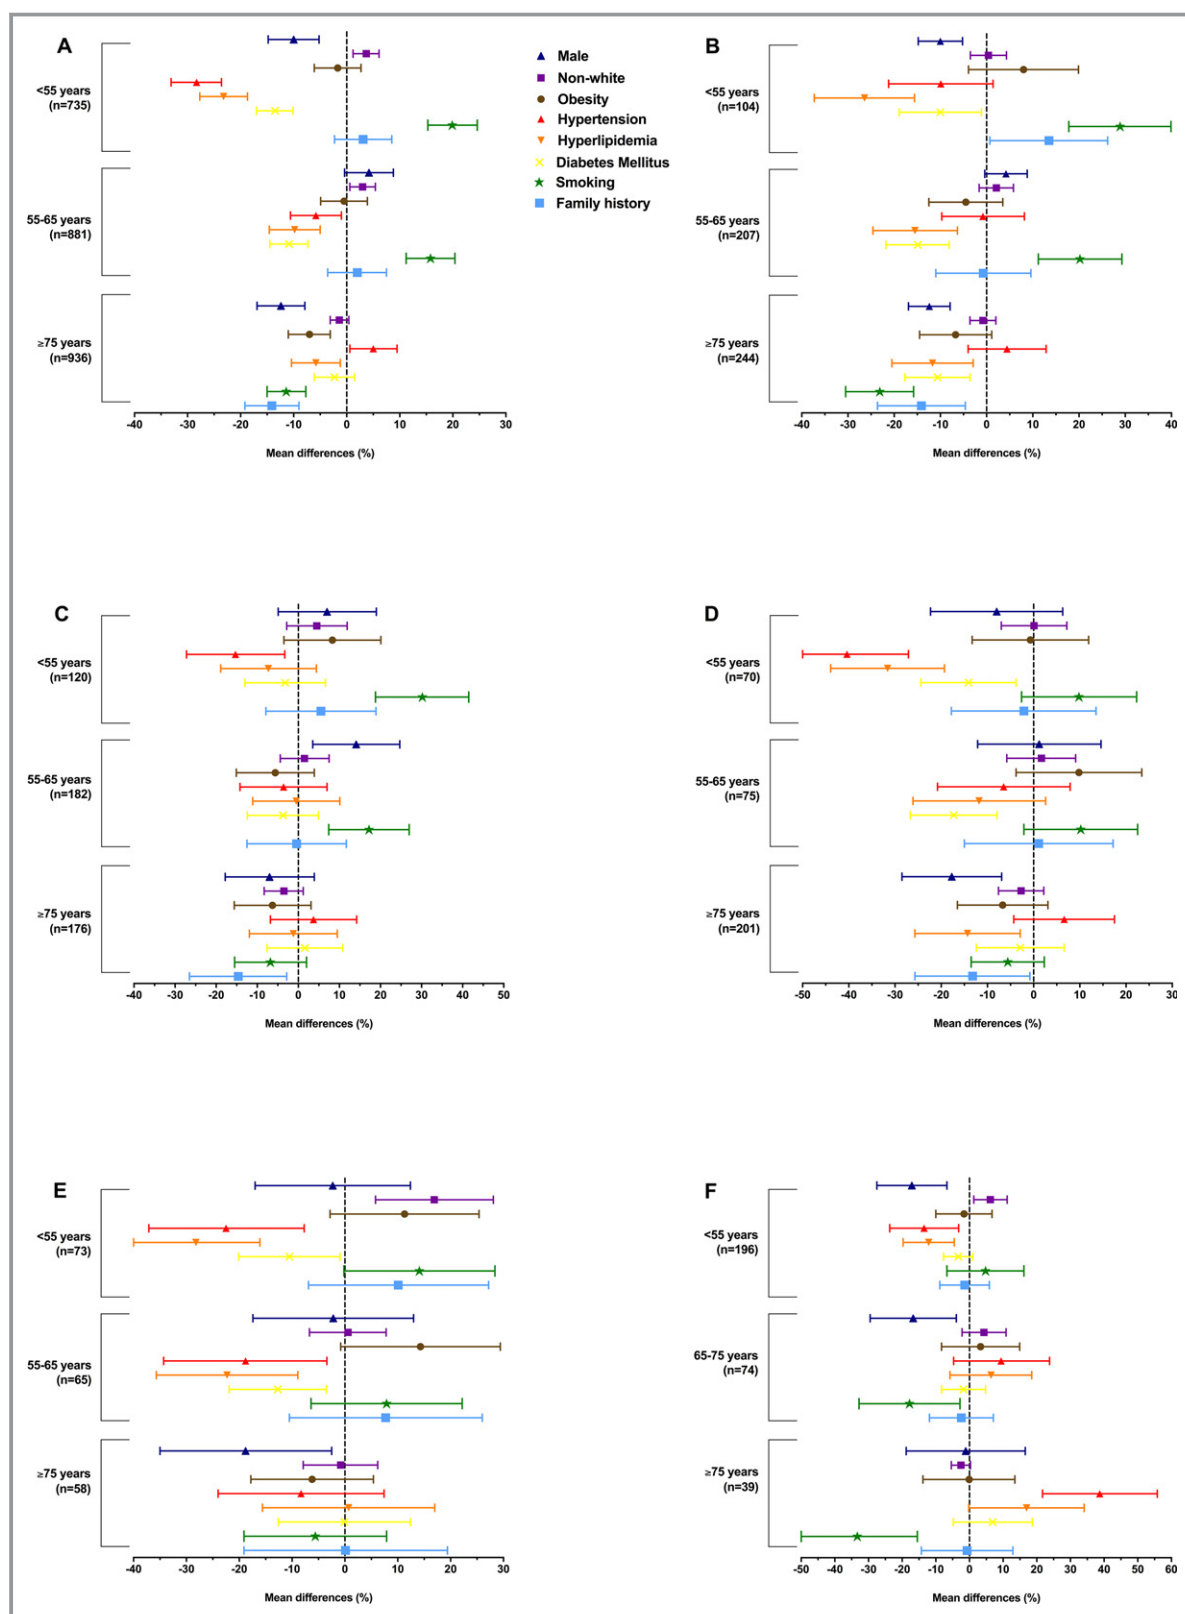 A
<55 years
(n=735)
55-65 years
(n=881)
≥75 years
(n=936)
-40 -30 -20 -10 0 10 20 30
Mean differences (%)
Male
Non-white
Obesity
Hypertension
Hyperlipidemia
Diabetes Mellitus
Smoking
Family history
B
<55 years
(n=104)
55-65 years
(n=207)
≥75 years
(n=244)
-40 -30 -20 -10 0 10 20 30 40
Mean differences (%)
C
<55 years
(n=120)
55-65 years
(n=182)
≥75 years
(n=176)
-40 -30 -20 -10 0 10 20 30 40 50
Mean differences (%)
D
<55 years
(n=70)
55-65 years
(n=75)
≥75 years
(n=201)
-50 -40 -30 -20 -10 0 10 20 30
Mean differences (%)
E
<55 years
(n=73)
55-65 years
(n=65)
≥75 years
(n=58)
-40 -30 -20 -10 0 10 20 30
Mean differences (%)
F
<55 years
(n=196)
65-75 years
(n=74)
≥75 years
(n=39)
-50 -40 -30 -20 -10 0 10 20 30 40 50 60
Mean differences (%)